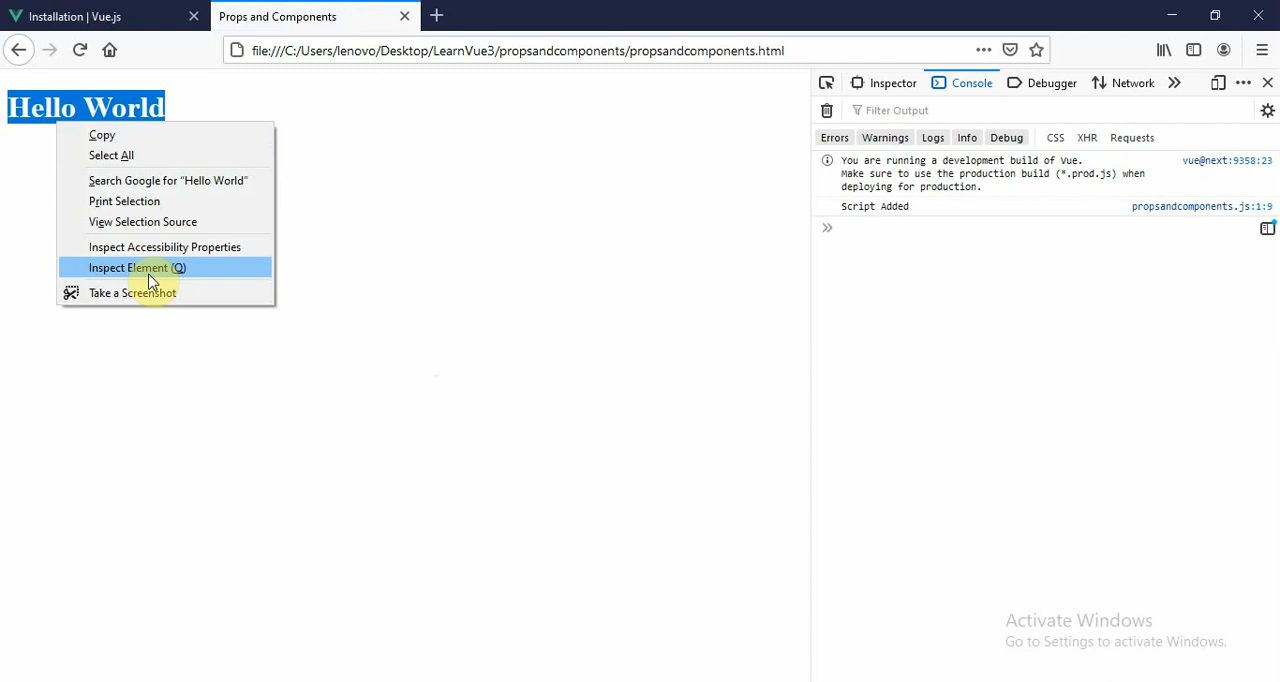 Installation | Vue.js
Props and Components
file:///C:/Users/lenovo/Desktop/LearnVue3/propsandcomponents/propsandcomponents.html
Hello World
Copy
Select All
Search Google for "Hello World"
Print Selection
View Selection Source
Inspect Accessibility Properties
Inspect Element (Q)
Take a Screenshot
Inspector
Console
Debugger
Network
Filter Output
Errors
Warnings
Logs
Info
Debug
CSS
XHR
Requests
You are running a development build of Vue. vue@next:9358:23
Make sure to use the production build (*.prod.js) when
deploying for production.
Script Added propsandcomponents.js:1:9
Activate Windows
Go to Settings to activate Windows.